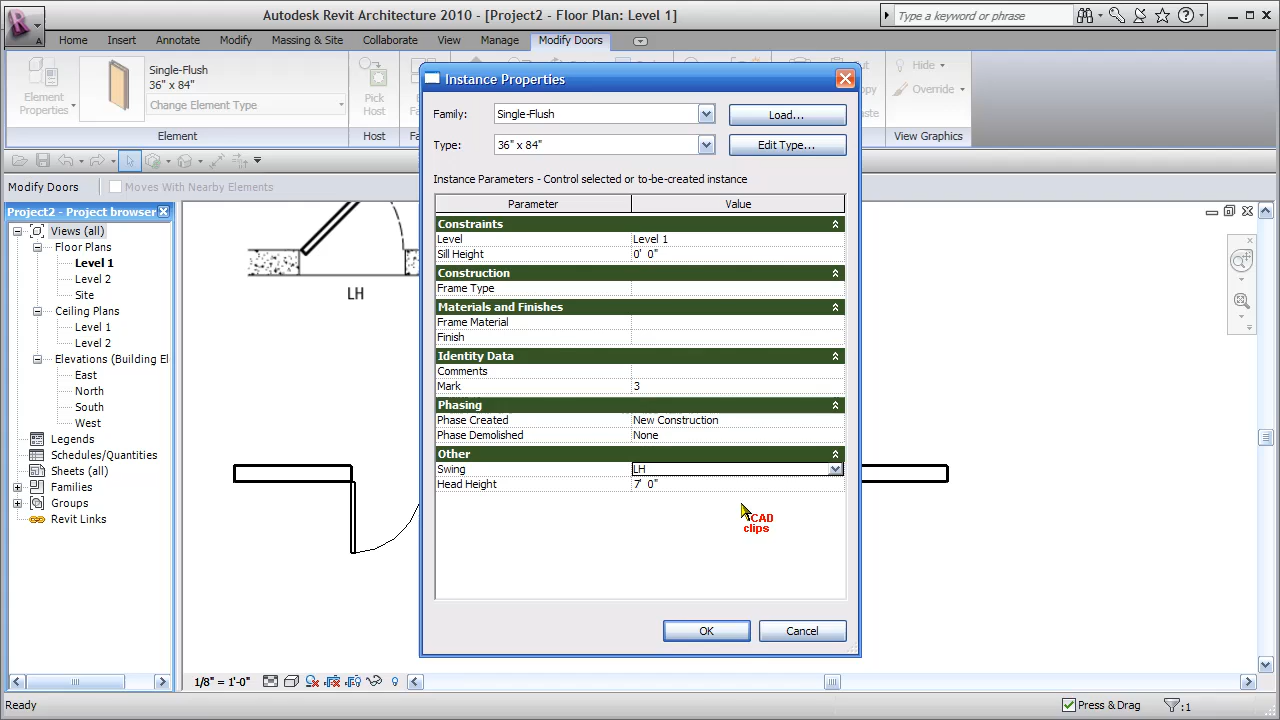 Autodesk Revit Architecture 2010 - [Project2 - Floor Plan: Level 1]
Type a keyword or phrase
Home Insert Annotate Modify Massing & Site Collaborate View Manage Modify Doors
Element
Properties
Single-Flush
36" x 84"
Change Element Type
Element
Pick
Host
Host
Hide
Override
View Graphics
Modify Doors
Moves With Nearby Elements
Project2 - Project browser
Views (all)
Floor Plans
Level 1
Level 2
Site
Ceiling Plans
Level 1
Level 2
Elevations (Building El
East
North
South
West
Legends
Schedules/Quantities
Sheets (all)
Families
Groups
Revit Links
LH
Instance Properties
Family: Single-Flush Load...
Type: 36" x 84" Edit Type...
Instance Parameters - Control selected or to-be-created instance
Parameter Value
Constraints
Level Level 1
Sill Height 0' 0"
Construction
Frame Type
Materials and Finishes
Frame Material
Finish
Identity Data
Comments
Mark 3
Phasing
Phase Created New Construction
Phase Demolished None
Other
Swing LH
Head Height 7' 0"
CAD
clips
OK Cancel
1/8" = 1'-0"
Ready
Press & Drag :1